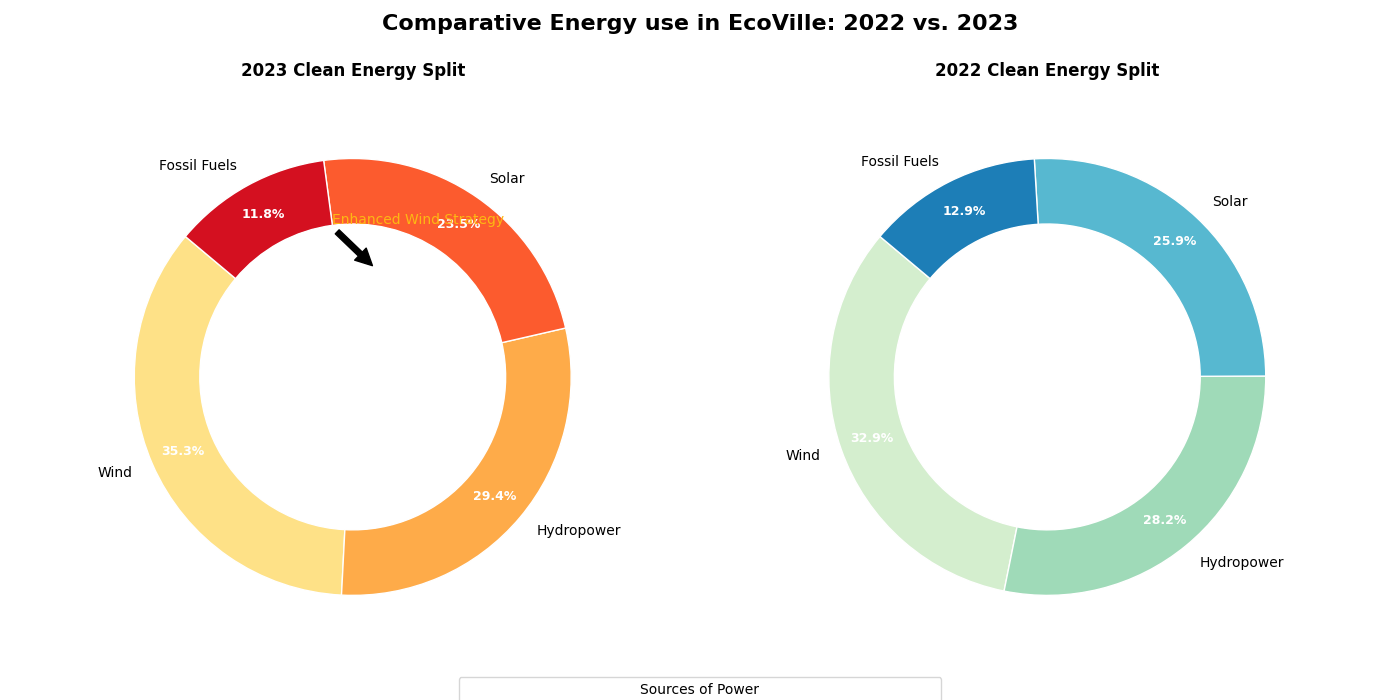 Comparative Energy use in EcoVille: 2022 vs. 2023
2023 Clean Energy Split
Fossil Fuels
Solar
11.8%
Enhanced Wind Strategy
23.5%
35.3%
Wind
29.4%
Hydropower
2022 Clean Energy Split
Fossil Fuels
Solar
12.9%
25.9%
32.9%
Wind
28.2%
Hydropower
Sources of Power